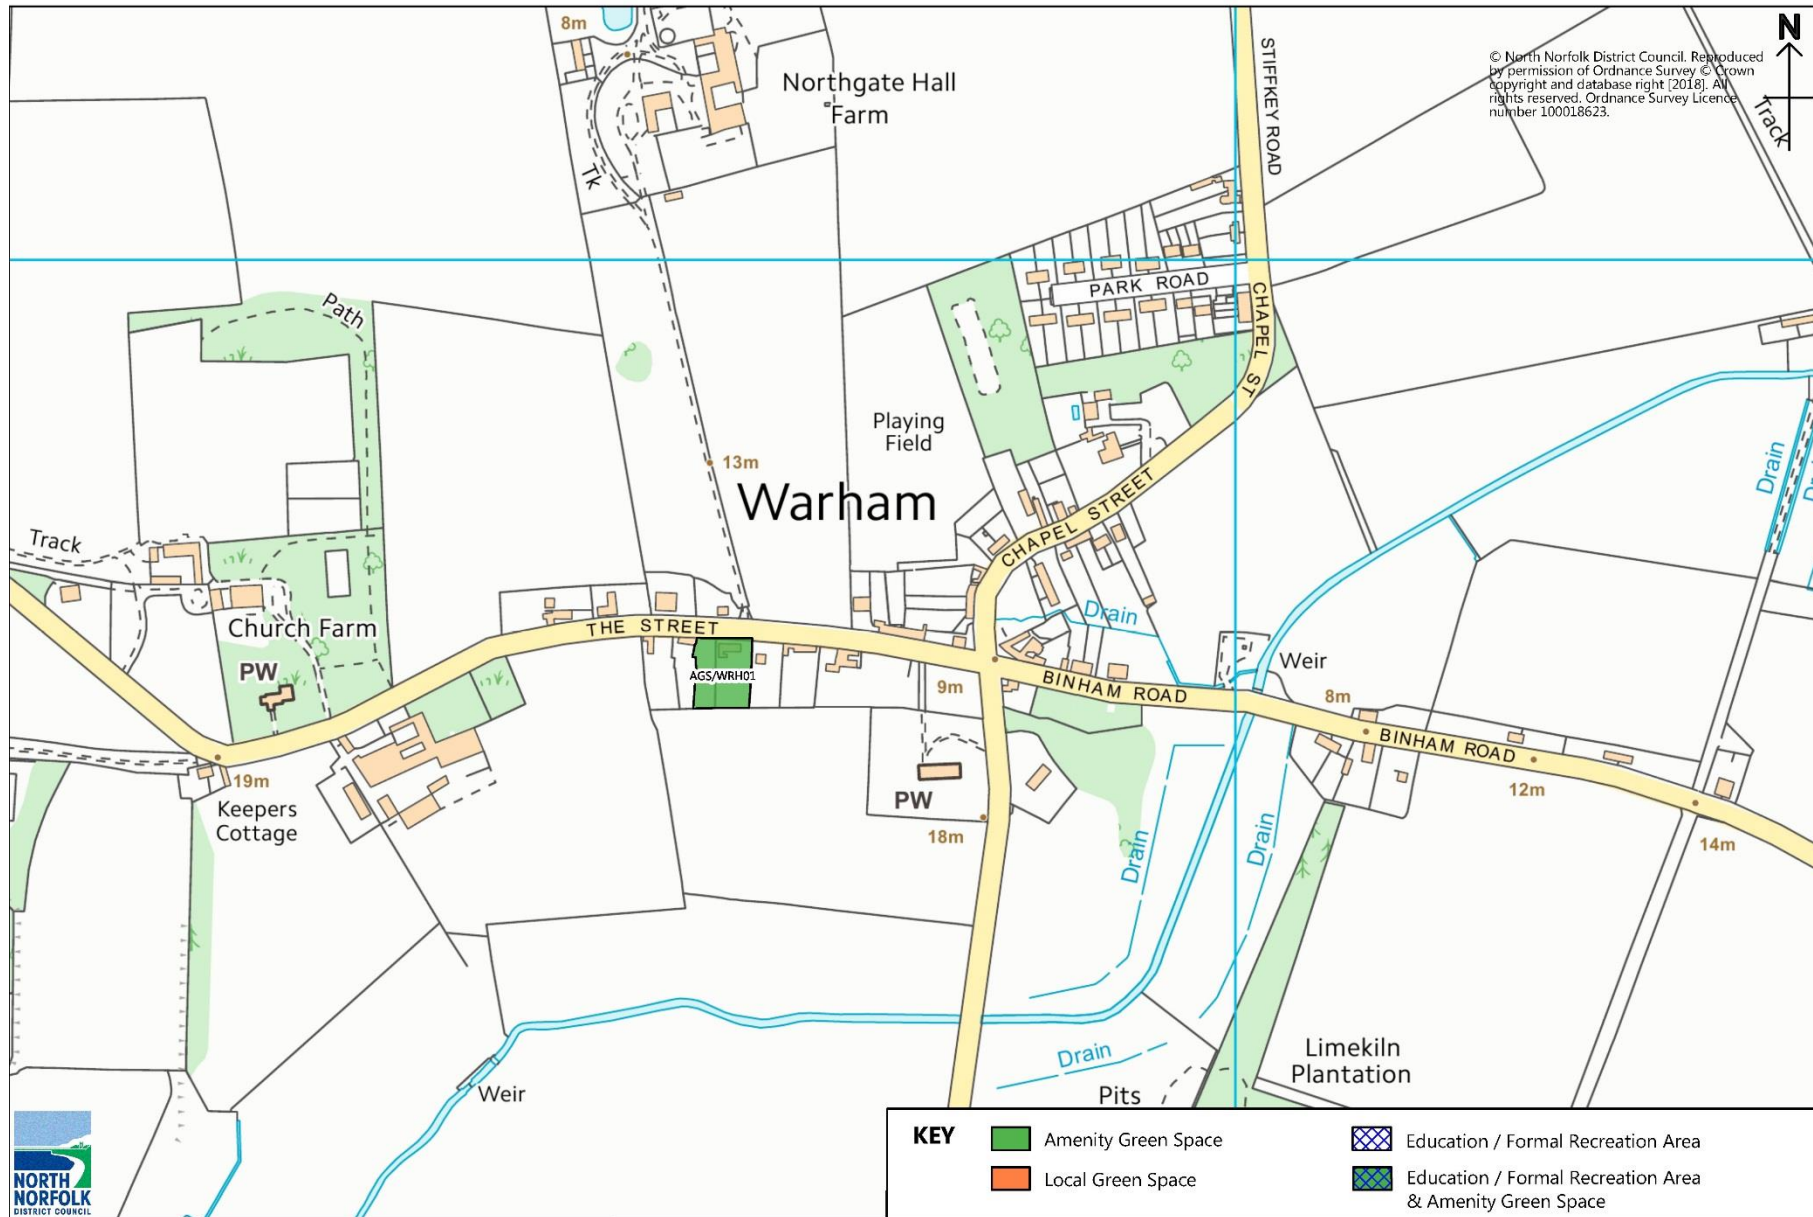 8m
Northgate Hall
Farm
Tk
STIFFKEY ROAD
© North Norfolk District Council. Reproduced
by permission of Ordnance Survey © Crown
copyright and database right [2018]. All
rights reserved. Ordnance Survey Licence
number 100018623.
N
Track
Path
PARK ROAD
CHAPEL ST
Playing
Field
13m
Warham
CHAPEL STREET
Drain
Track
Church Farm
PW
THE STREET
AGS/WRH01
Drain
Weir
9m
BINHAM ROAD
8m
BINHAM ROAD
12m
14m
19m
Keepers
Cottage
PW
18m
Drain
Drain
Drain
Weir
Limekiln
Plantation
Pits
NORTH
NORFOLK
DISTRICT COUNCIL
KEY
Amenity Green Space
Local Green Space
Education / Formal Recreation Area
Education / Formal Recreation Area
& Amenity Green Space